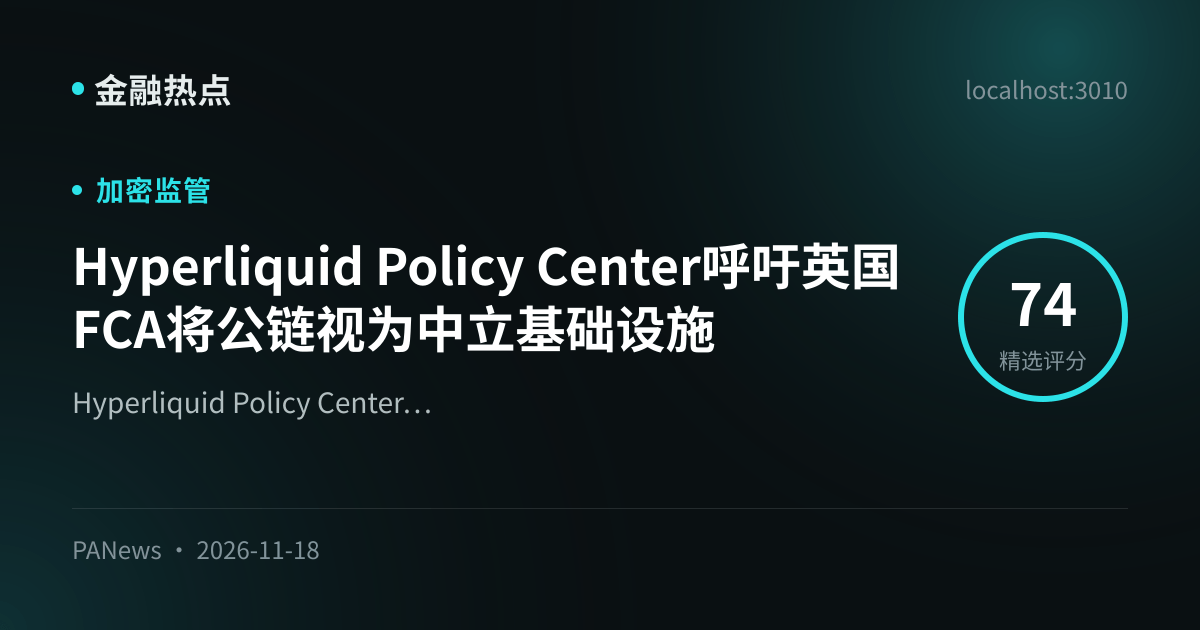 金融热点
localhost:3010
加密监管
Hyperliquid Policy Center呼吁英国
FCA将公链视为中立基础设施
74
精选评分
Hyperliquid Policy Center…
PANews • 2026-11-18